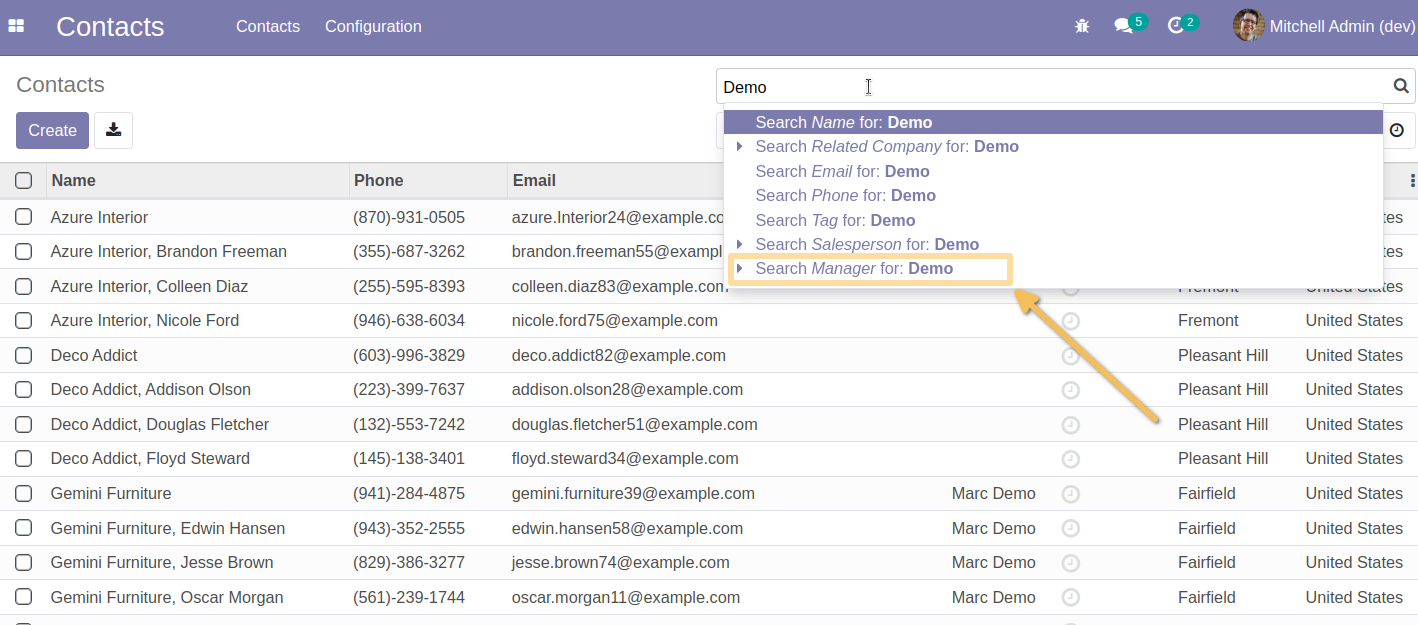 Contacts Contacts Configuration 5 2 Mitchell Admin (dev)
Contacts Demo
Create
Search Name for: Demo
Search Related Company for: Demo
Search Email for: Demo
Search Phone for: Demo
Search Tag for: Demo
Search Salesperson for: Demo
Search Manager for: Demo
Name Phone Email
Azure Interior (870)-931-0505 azure.Interior24@example.co tes
Azure Interior, Brandon Freeman (355)-687-3262 brandon.freeman55@exampl tes
Azure Interior, Colleen Diaz (255)-595-8393 colleen.diaz83@example.com Fremont United States
Azure Interior, Nicole Ford (946)-638-6034 nicole.ford75@example.com Fremont United States
Deco Addict (603)-996-3829 deco.addict82@example.com Pleasant Hill United States
Deco Addict, Addison Olson (223)-399-7637 addison.olson28@example.com Pleasant Hill United States
Deco Addict, Douglas Fletcher (132)-553-7242 douglas.fletcher51@example.com Pleasant Hill United States
Deco Addict, Floyd Steward (145)-138-3401 floyd.steward34@example.com Pleasant Hill United States
Gemini Furniture (941)-284-4875 gemini.furniture39@example.com Marc Demo Fairfield United States
Gemini Furniture, Edwin Hansen (943)-352-2555 edwin.hansen58@example.com Marc Demo Fairfield United States
Gemini Furniture, Jesse Brown (829)-386-3277 jesse.brown74@example.com Marc Demo Fairfield United States
Gemini Furniture, Oscar Morgan (561)-239-1744 oscar.morgan11@example.com Marc Demo Fairfield United States